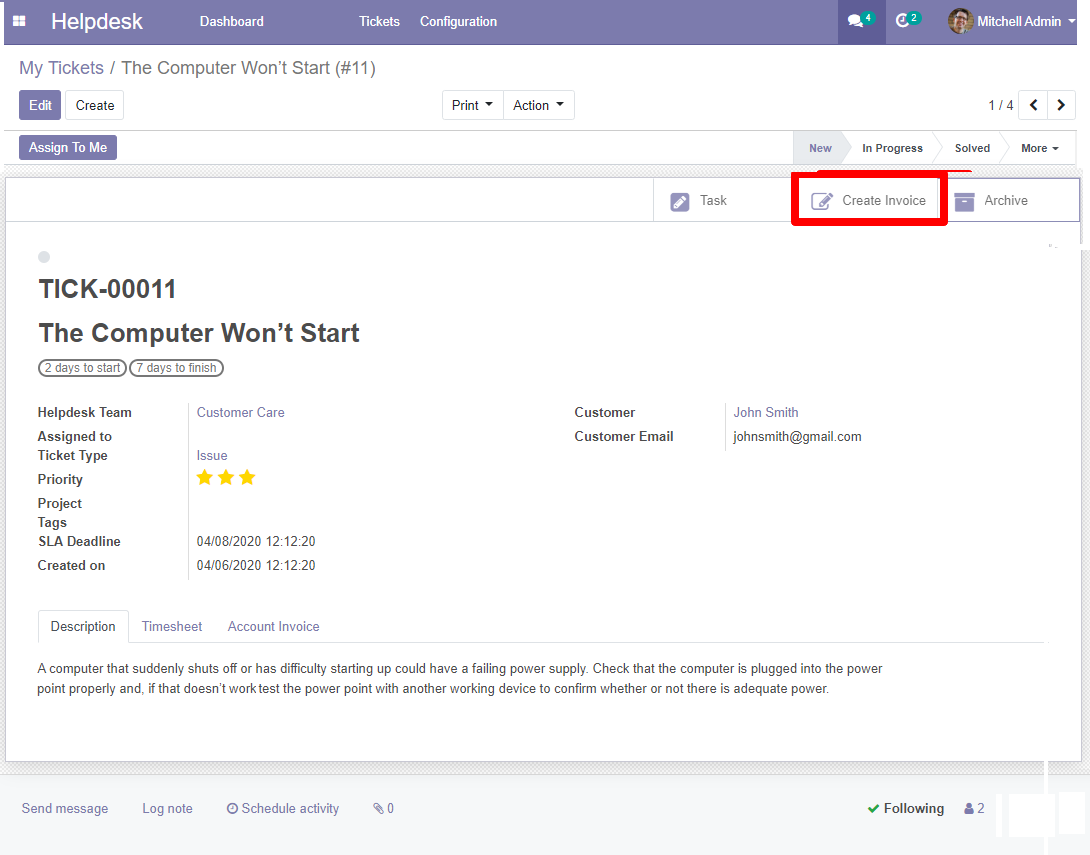 Helpdesk Dashboard Tickets Configuration 4 2 Mitchell Admin
My Tickets / The Computer Won’t Start (#11)
Edit Create Print Action 1 / 4
Assign To Me New In Progress Solved More
Task Create Invoice Archive
TICK-00011
The Computer Won’t Start
2 days to start 7 days to finish
Helpdesk Team Customer Care Customer John Smith
Assigned to Customer Email johnsmith@gmail.com
Ticket Type Issue
Priority
Project
Tags
SLA Deadline 04/08/2020 12:12:20
Created on 04/06/2020 12:12:20
Description Timesheet Account Invoice
A computer that suddenly shuts off or has difficulty starting up could have a failing power supply. Check that the computer is plugged into the power
point properly and, if that doesn’t work test the power point with another working device to confirm whether or not there is adequate power.
Send message Log note Schedule activity 0 Following 2